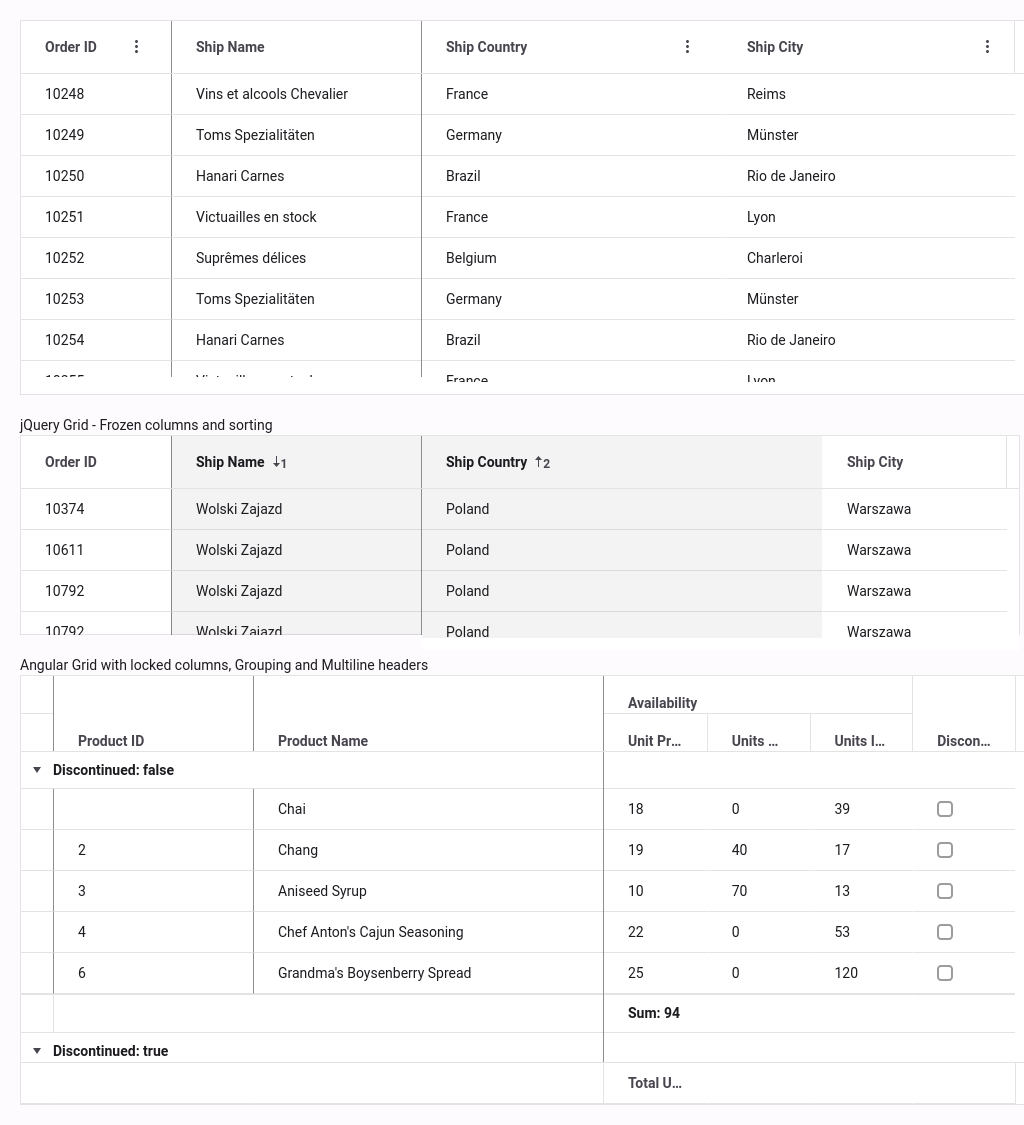 Order ID Ship Name Ship Country Ship City
10248 Vins et alcools Chevalier France Reims
10249 Toms Spezialitäten Germany Münster
10250 Hanari Carnes Brazil Rio de Janeiro
10251 Victuailles en stock France Lyon
10252 Suprêmes délices Belgium Charleroi
10253 Toms Spezialitäten Germany Münster
10254 Hanari Carnes Brazil Rio de Janeiro
France Lyon
jQuery Grid - Frozen columns and sorting
Order ID Ship Name ↓1 Ship Country ↑2 Ship City
10374 Wolski Zajazd Poland Warszawa
10611 Wolski Zajazd Poland Warszawa
10792 Wolski Zajazd Poland Warszawa
10792 Wolski Zajazd Poland Warszawa
Angular Grid with locked columns, Grouping and Multiline headers
Availability
Product ID Product Name Unit Pr... Units ... Units I... Discon...
Discontinued: false
Chai 18 0 39
2 Chang 19 40 17
3 Aniseed Syrup 10 70 13
4 Chef Anton's Cajun Seasoning 22 0 53
6 Grandma's Boysenberry Spread 25 0 120
Sum: 94
Discontinued: true
Total U...